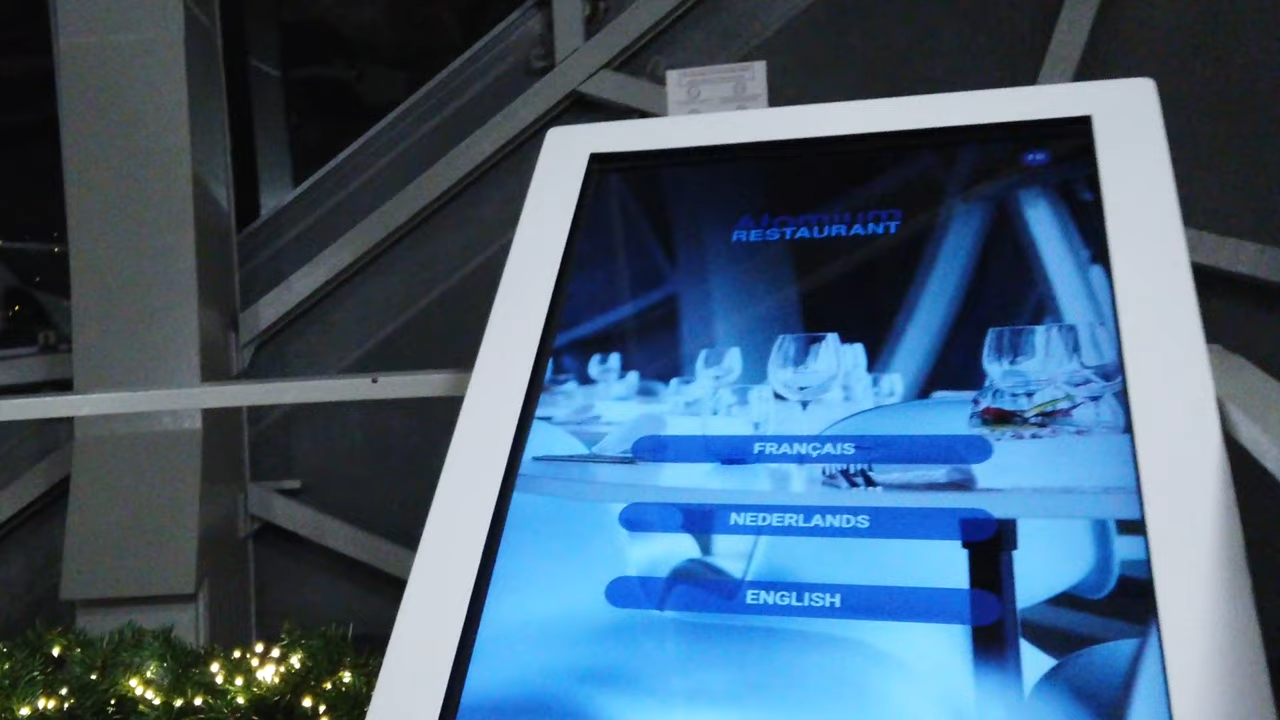 Atomium
RESTAURANT
FRANÇAIS
NEDERLANDS
ENGLISH